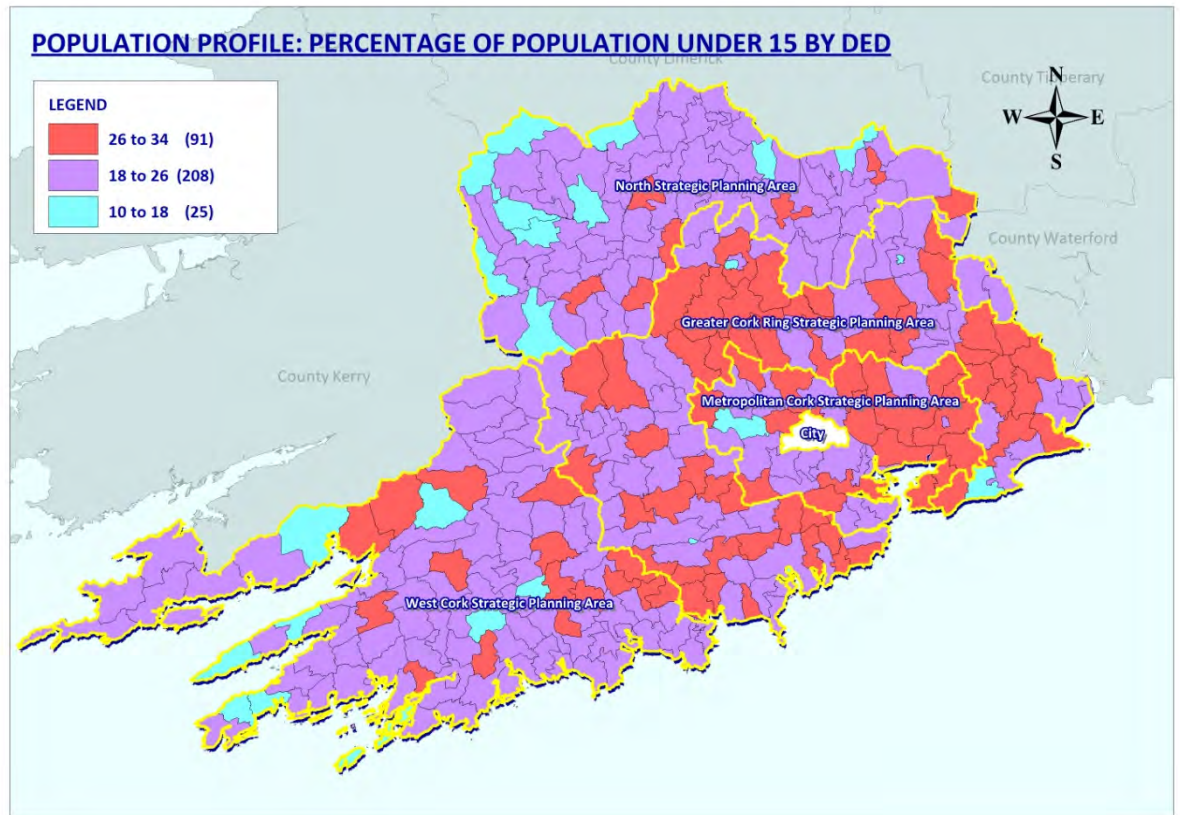 POPULATION PROFILE: PERCENTAGE OF POPULATION UNDER 15 BY DED
County Limerick
County Tipperary
N
W E
S
LEGEND
26 to 34 (91)
18 to 26 (208)
10 to 18 (25)
North Strategic Planning Area
County Waterford
Greater Cork Ring Strategic Planning Area
County Kerry
Metropolitan Cork Strategic Planning Area
City
West Cork Strategic Planning Area